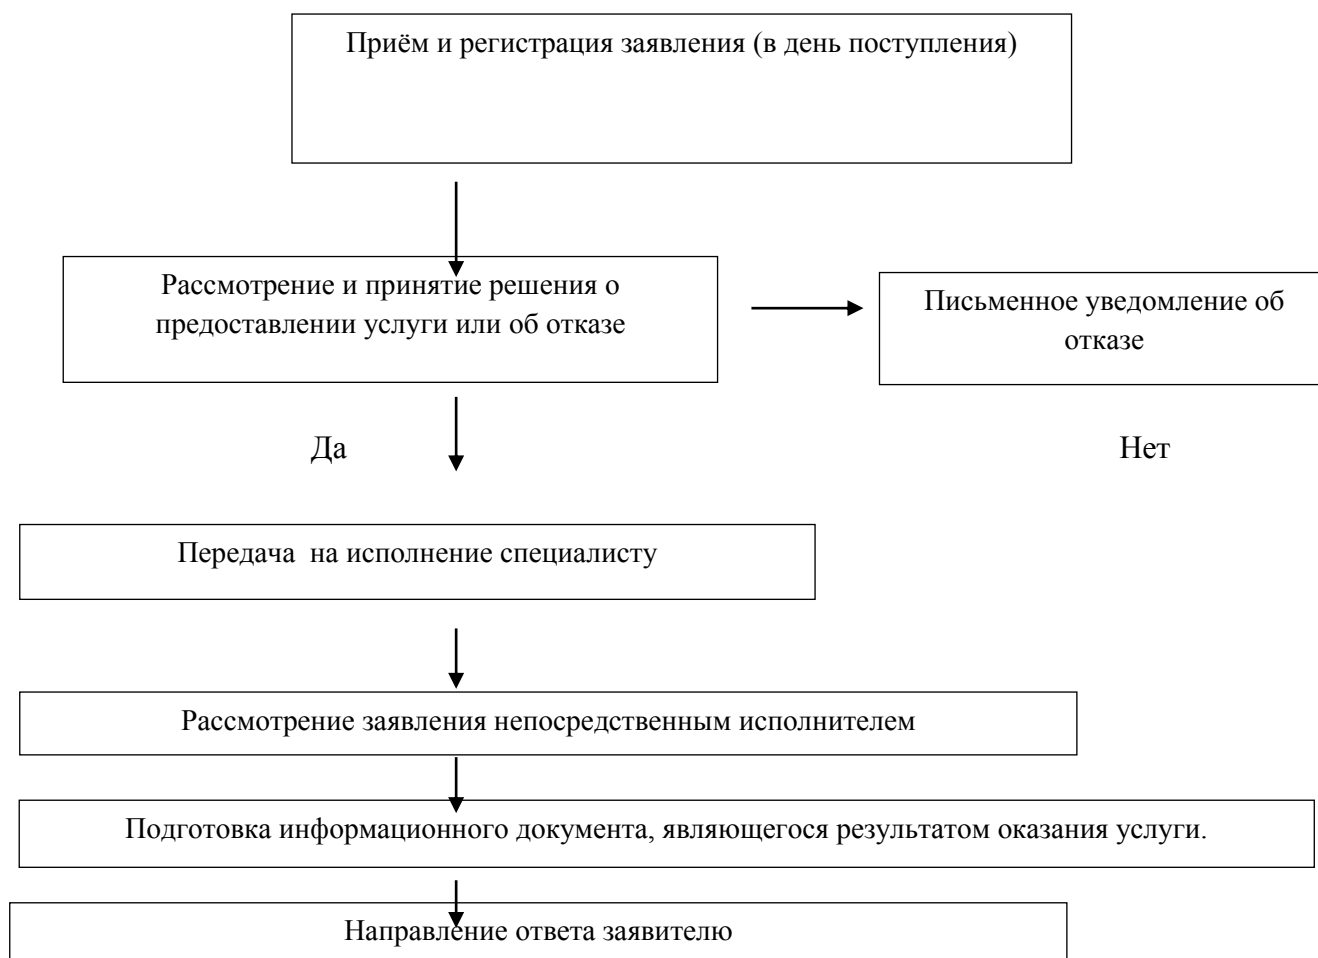 Приём и регистрация заявления (в день поступления)
Рассмотрение и принятие решения о
предоставлении услуги или об отказе
Письменное уведомление об
отказе
Да
Нет
Передача  на исполнение специалисту
Рассмотрение заявления непосредственным исполнителем
Подготовка информационного документа, являющегося результатом оказания услуги.
Направление ответа заявителю